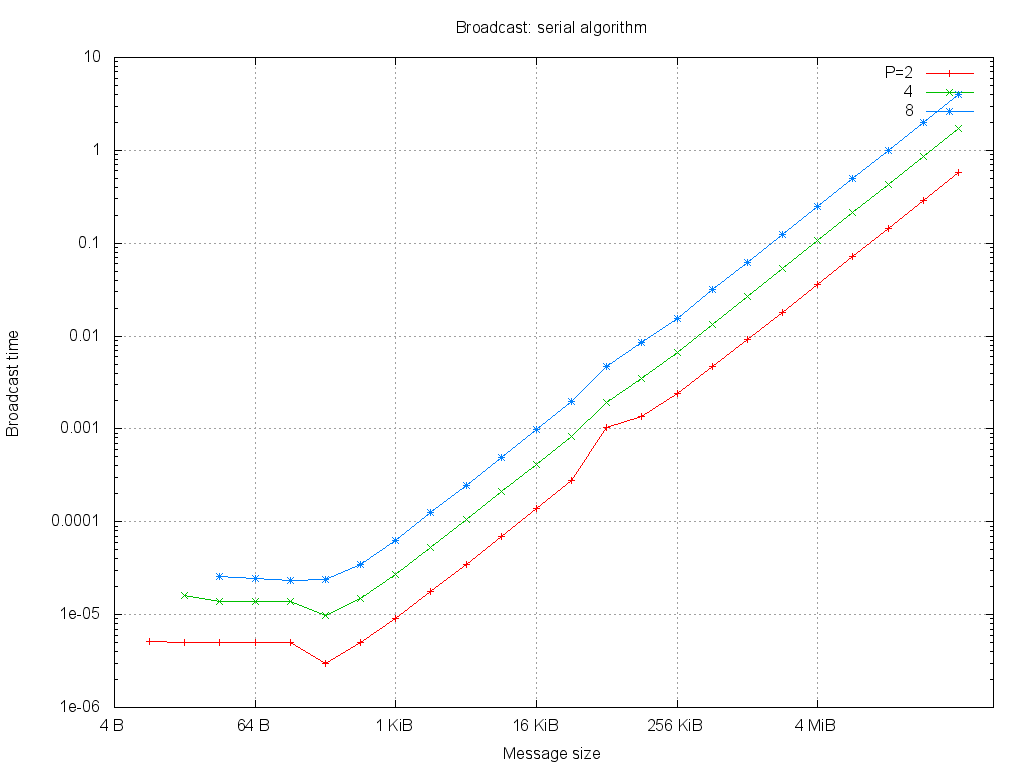 Broadcast: serial algorithm
10
1
0.1
0.01
0.001
0.0001
1e-05
1e-06
P=2
4
8
Broadcast time
4 B
64 B
1 KiB
16 KiB
256 KiB
4 MiB
Message size